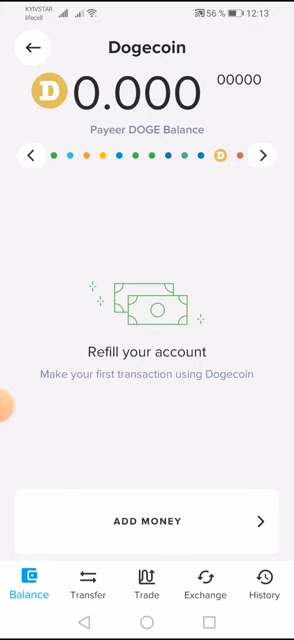 KYIVSTAR
lifecell
56 % 12:13
Dogecoin
0.000 00000
Payeer DOGE Balance
Refill your account
Make your first transaction using Dogecoin
ADD MONEY
Balance Transfer Trade Exchange History